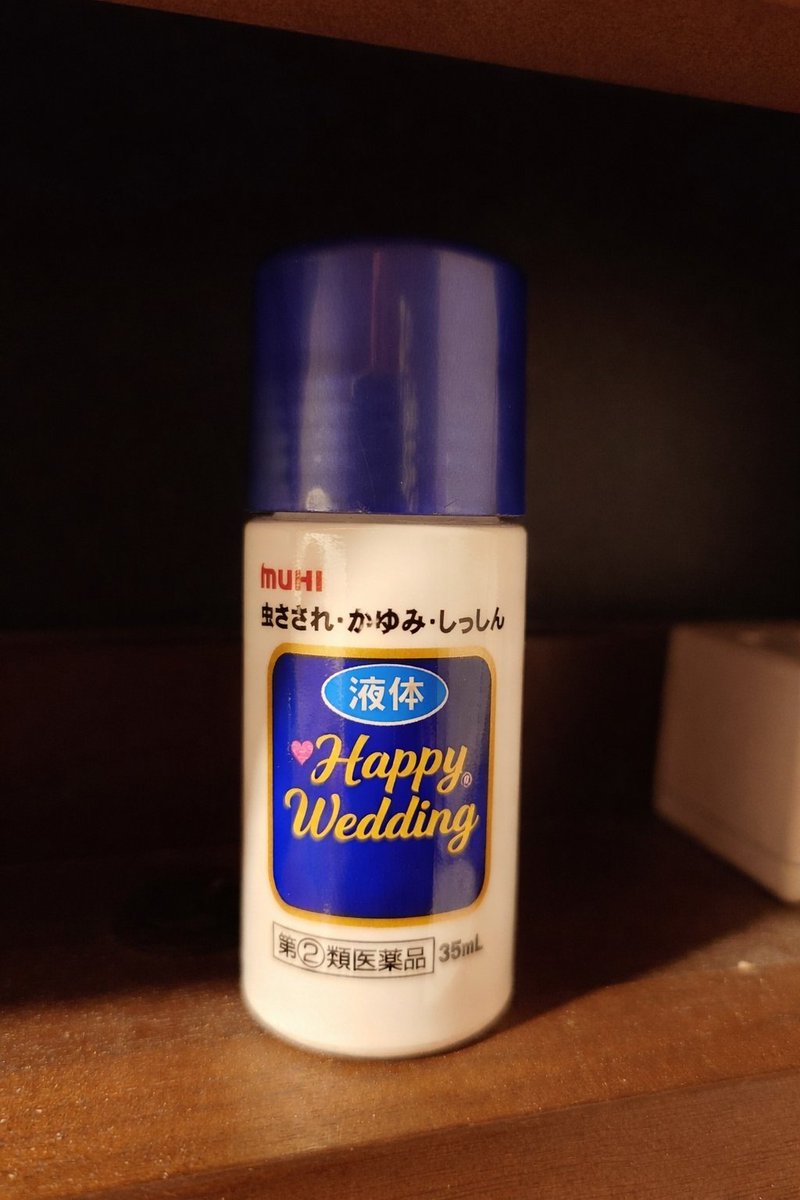 muHI
虫さされ・かゆみ・しっしん
液体
Happy®
Wedding
第②類医薬品 35mL